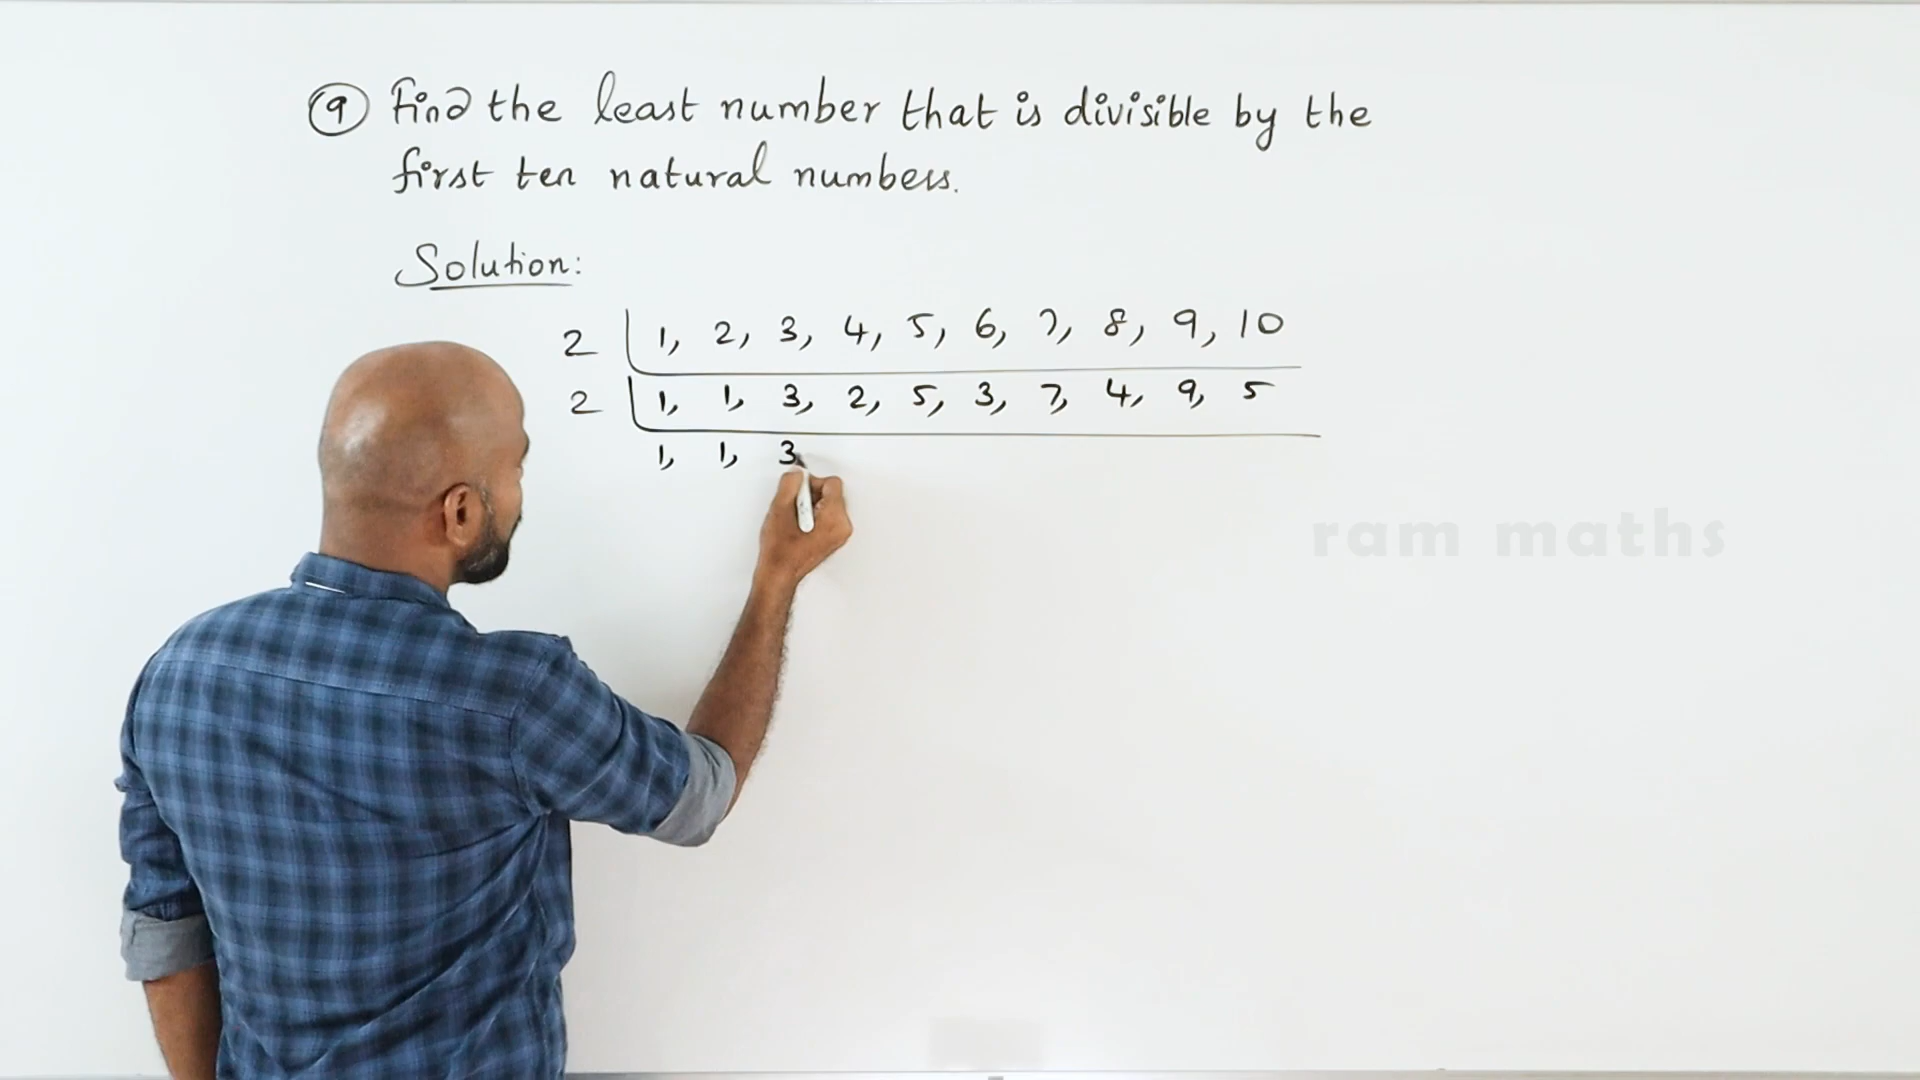 9 Find the least number that is divisible by the
first ten natural numbers.
Solution:
2 1, 2, 3, 4, 5, 6, 7, 8, 9, 10
2 1, 1, 3, 2, 5, 3, 7, 4, 9, 5
1, 1, 3
ram maths